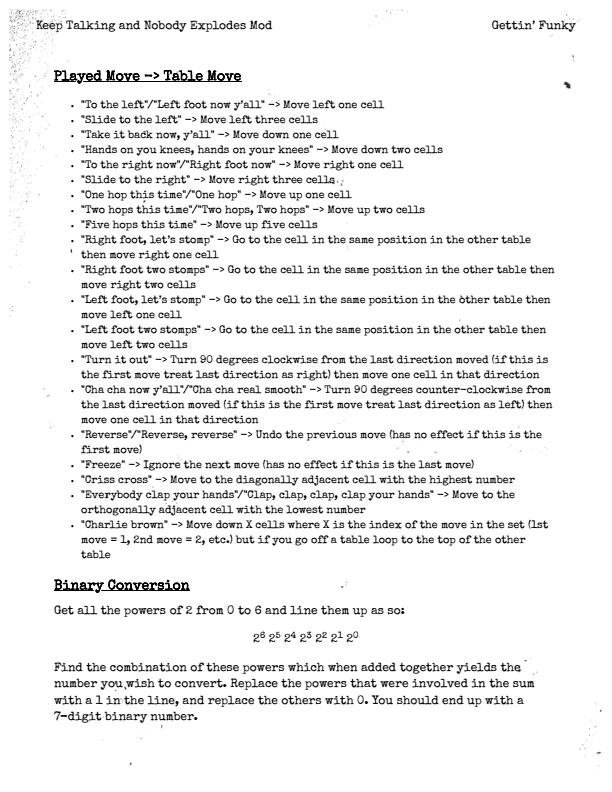 Keep Talking and Nobody Explodes Mod Gettin' Funky
Played Move -> Table Move
• "To the left"/"Left foot now y'all" -> Move left one cell
• "Slide to the left" -> Move left three cells
• "Take it back now, y'all" -> Move down one cell
• "Hands on you knees, hands on your knees" -> Move down two cells
• "To the right now"/"Right foot now" -> Move right one cell
• "Slide to the right" -> Move right three cells
• "One hop this time"/"One hop" -> Move up one cell
• "Two hops this time"/"Two hops, Two hops" -> Move up two cells
• "Five hops this time" -> Move up five cells
• "Right foot, let's stomp" -> Go to the cell in the same position in the other table
then move right one cell
• "Right foot two stomps" -> Go to the cell in the same position in the other table then
move right two cells
• "Left foot, let's stomp" -> Go to the cell in the same position in the other table then
move left one cell
• "Left foot two stomps" -> Go to the cell in the same position in the other table then
move left two cells
• "Turn it out" -> Turn 90 degrees clockwise from the last direction moved (if this is
the first move treat last direction as right) then move one cell in that direction
• "Cha cha now y'all"/"Cha cha real smooth" -> Turn 90 degrees counter-clockwise from
the last direction moved (if this is the first move treat last direction as left) then
move one cell in that direction
• "Reverse"/"Reverse, reverse" -> Undo the previous move (has no effect if this is the
first move)
• "Freeze" -> Ignore the next move (has no effect if this is the last move)
• "Criss cross" -> Move to the diagonally adjacent cell with the highest number
• "Everybody clap your hands"/"Clap, clap, clap, clap your hands" -> Move to the
orthogonally adjacent cell with the lowest number
• "Charlie brown" -> Move down X cells where X is the index of the move in the set (1st
move = 1, 2nd move = 2, etc.) but if you go off a table loop to the top of the other
table
Binary Conversion
Get all the powers of 2 from 0 to 6 and line them up as so:
2⁶ 2⁵ 2⁴ 2³ 2² 2¹ 2⁰
Find the combination of these powers which when added together yields the
number you wish to convert. Replace the powers that were involved in the sum
with a 1 in the line, and replace the others with 0. You should end up with a
7-digit binary number.